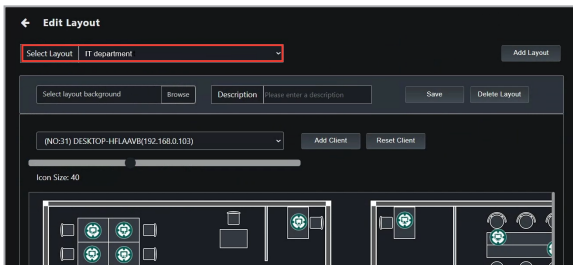 Edit Layout
Select Layout IT department Add Layout
Select layout background Browse Description Please enter a description Save Delete Layout
(NO:31) DESKTOP-HFLAAVB(192.168.0.103) Add Client Reset Client
Icon Size: 40